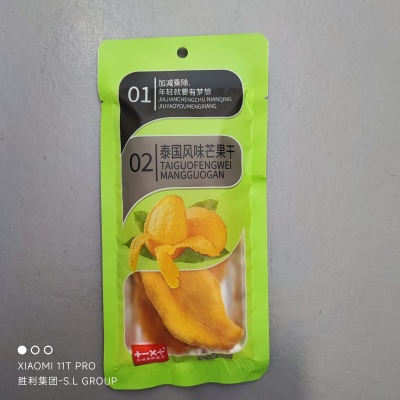 01
加减乘除,
年轻就要有梦想
JIAJIANCHENGCHU,NIANQING
JIUYAOYOUMENGXIANG
02
泰国风味芒果干
TAIGUOFENGWEI
MANGGUOGAN
XIAOMI 11T PRO
胜利集团-S.L GROUP